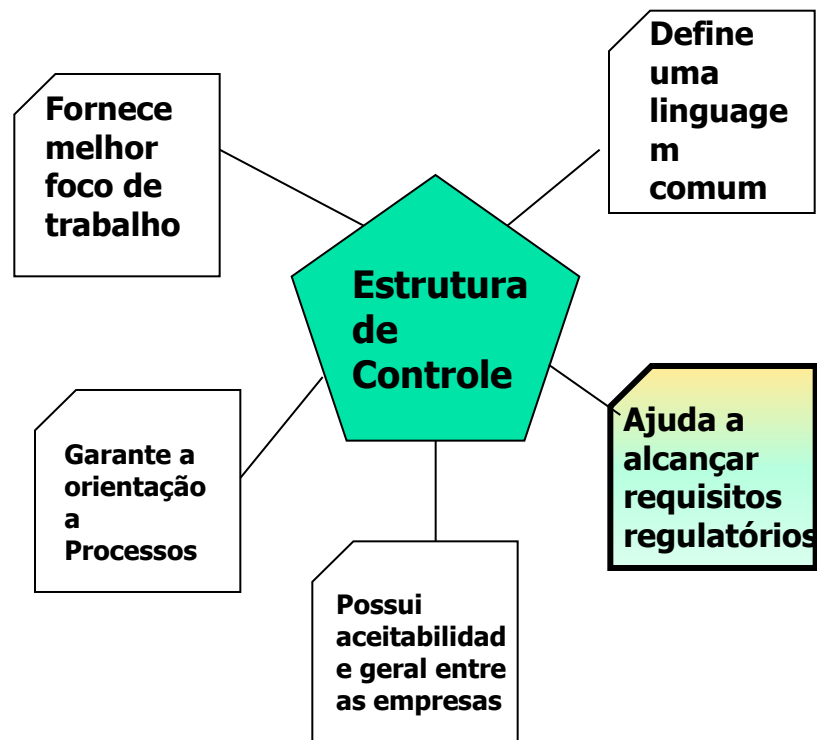 Fornece
melhor
foco de
trabalho
Define
uma
linguage
m
comum
Estrutura
de
Controle
Garante a
orientação
a
Processos
Ajuda a
alcançar
requisitos
regulatórios
Possui
aceitabilidad
e geral entre
as empresas